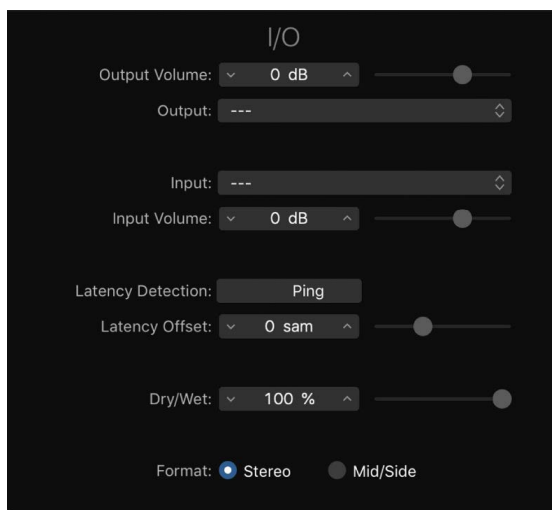 I/O
Output Volume: 0 dB
Output: ---
Input: ---
Input Volume: 0 dB
Latency Detection: Ping
Latency Offset: 0 sam
Dry/Wet: 100 %
Format: Stereo Mid/Side